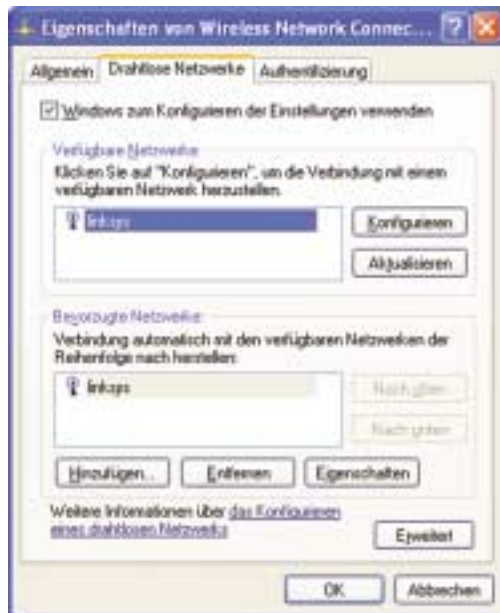 Eigenschaften von Wireless Network Connec... 
Allgemein Drahtlose Netzwerke Authentifizierung
Windows zum Konfigurieren der Einstellungen verwenden
Verfügbare Netzwerke:
Klicken Sie auf "Konfigurieren", um die Verbindung mit einem
verfügbaren Netzwerk herzustellen.
linksys
Konfigurieren
Aktualisieren
Bevorzugte Netzwerke:
Verbindung automatisch mit den verfügbaren Netzwerken der
Reihenfolge nach herstellen:
linksys
Nach oben
Nach unten
Hinzufügen... Entfernen Eigenschaften
Weitere Informationen über das Konfigurieren
eines drahtlosen Netzwerks
Erweitert
OK Abbrechen